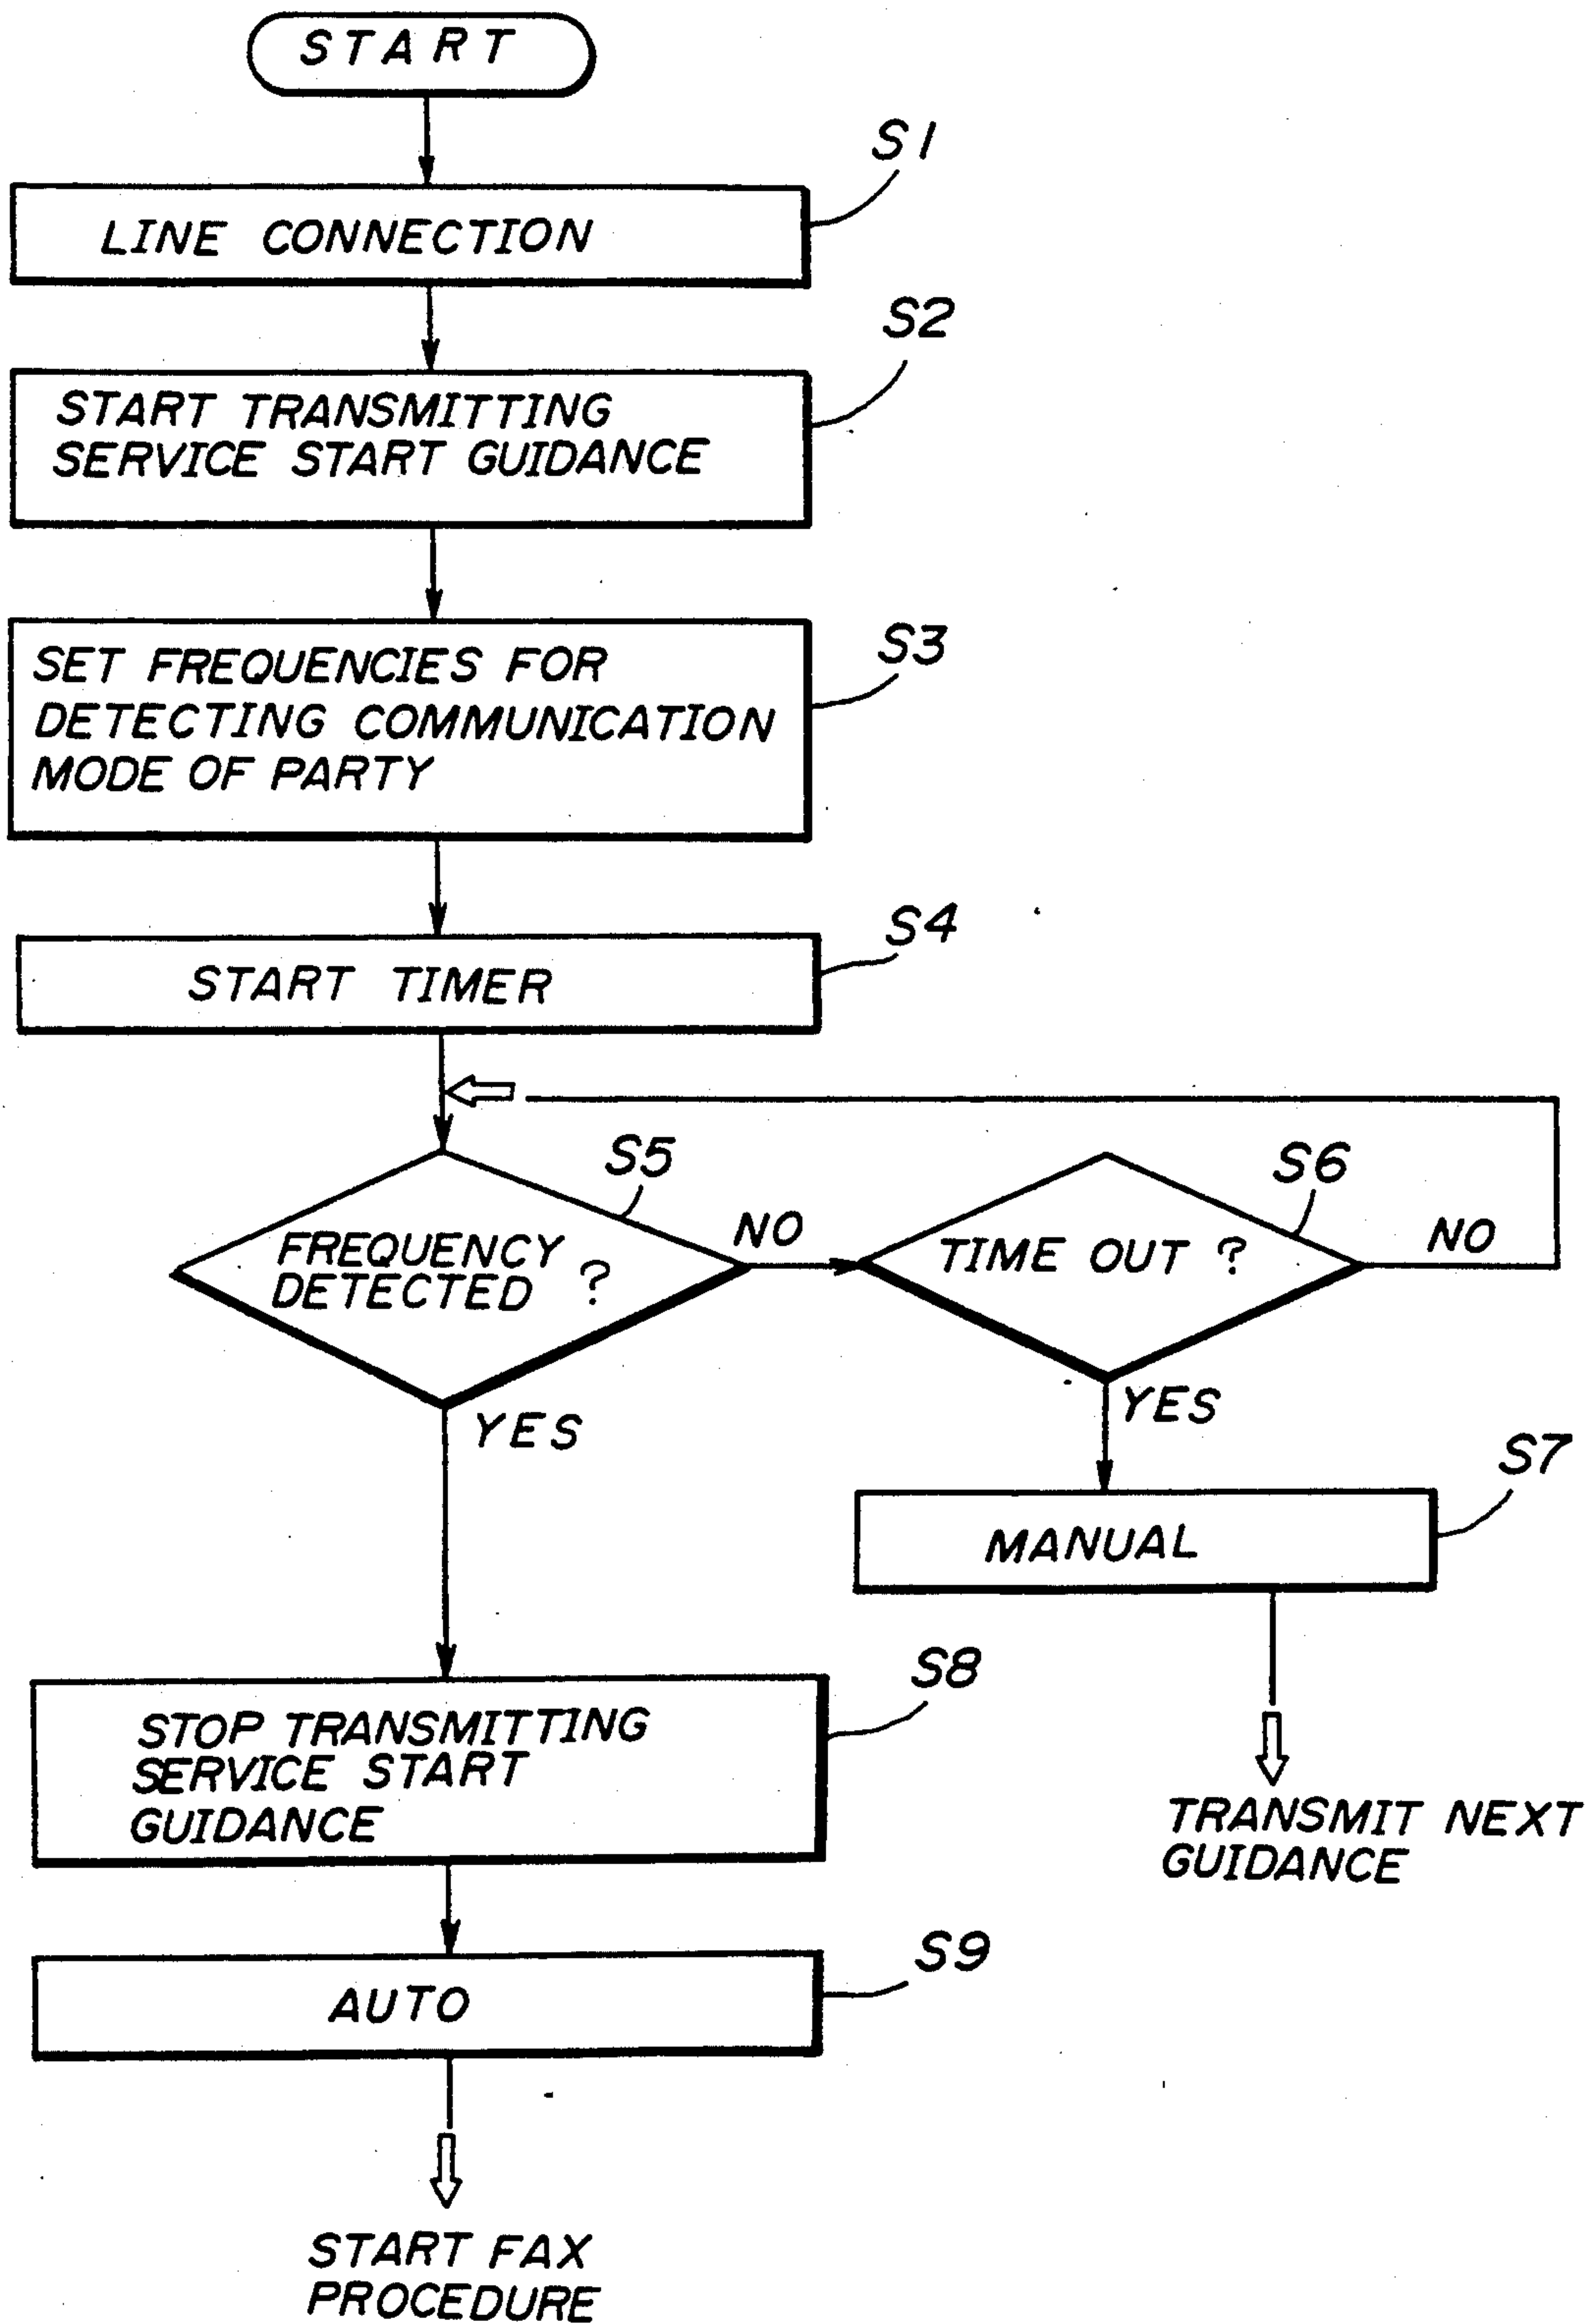 START
S1
LINE CONNECTION
S2
START TRANSMITTING
SERVICE START GUIDANCE
S3
SET FREQUENCIES FOR
DETECTING COMMUNICATION
MODE OF PARTY
S4
START TIMER
S5
FREQUENCY
DETECTED ?
NO
S6
TIME OUT ?
NO
YES
YES
S7
MANUAL
TRANSMIT NEXT
GUIDANCE
S8
STOP TRANSMITTING
SERVICE START
GUIDANCE
S9
AUTO
START FAX
PROCEDURE